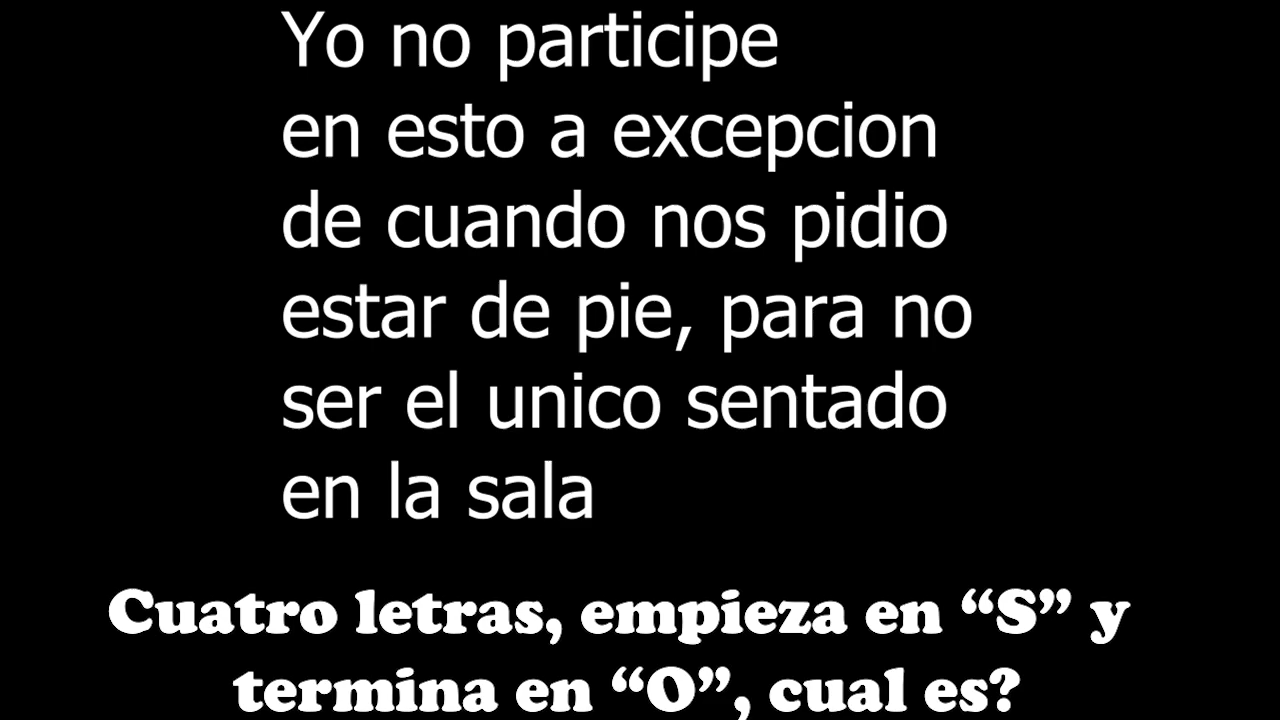 Yo no participe
en esto a excepcion
de cuando nos pidio
estar de pie, para no
ser el unico sentado
en la sala
Cuatro letras, empieza en “S” y
termina en “O”, cual es?